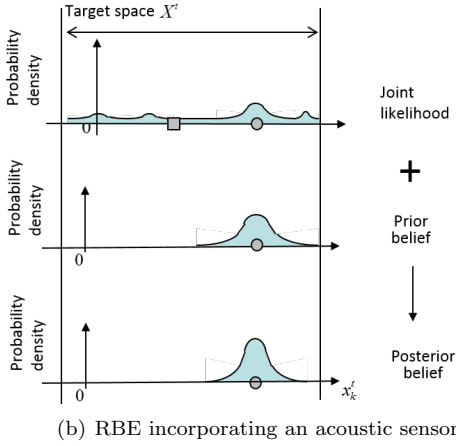 Target space X^t
Probability
density
0
Joint
likelihood
+
Probability
density
0
Prior
belief
Probability
density
0
x_k^t
Posterior
belief
(b) RBE incorporating an acoustic sensor